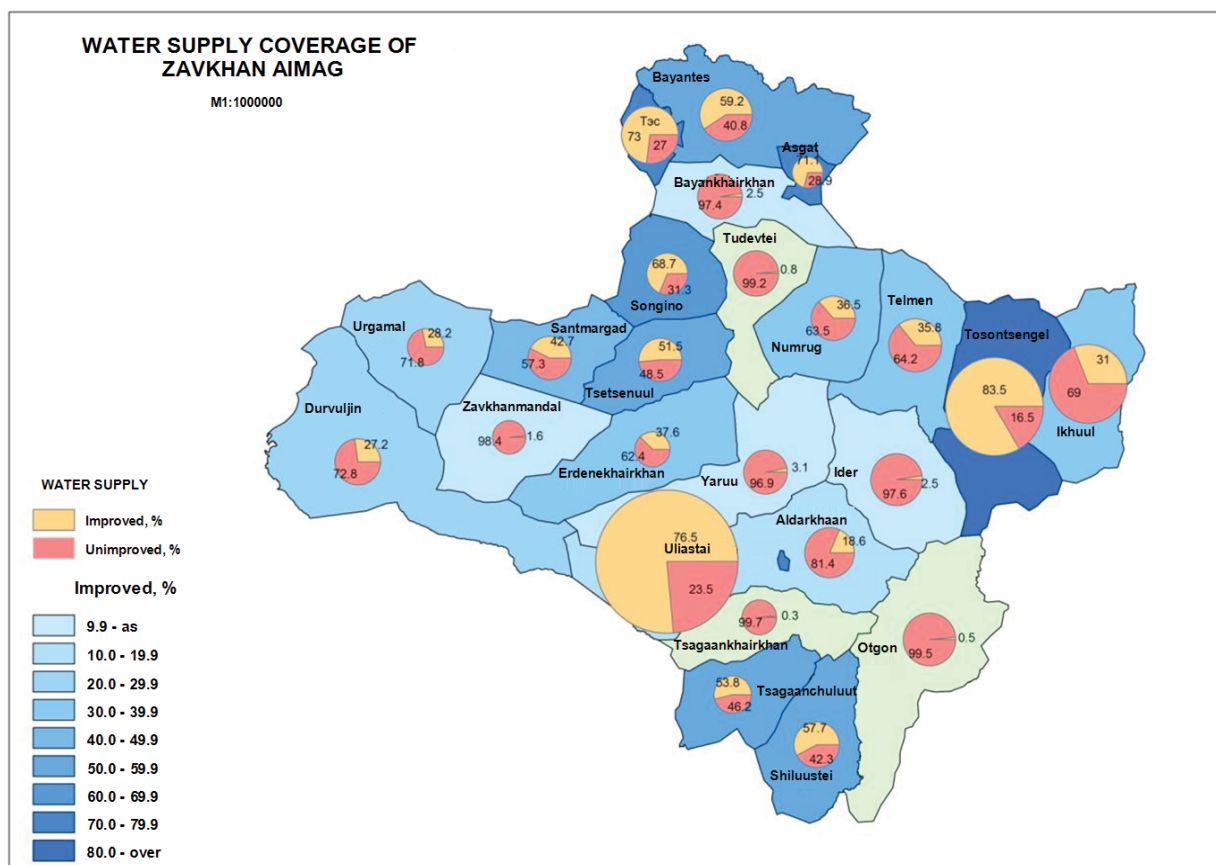 WATER SUPPLY COVERAGE OF
ZAVKHAN AIMAG
M1:1000000
Bayantes
59.2
40.8
Тэс
73
27
Asgat
71.1
28.9
Bayankhairkhan
2.5
97.4
Tudevtei
0.8
99.2
68.7
31.3
Songino
Urgamal
28.2
71.8
Santmargad
42.7
57.3
51.5
48.5
Tsetsenuul
36.5
63.5
Numrug
Telmen
35.8
64.2
Tosontsengel
83.5
16.5
31
69
Ikhuul
Durvuljin
27.2
72.8
Zavkhanmandal
98.4
1.6
37.6
62.4
Erdenekhairkhan
3.1
Yaruu
96.9
Ider
2.5
97.6
Aldarkhaan
18.6
81.4
76.5
Uliastai
23.5
0.3
99.7
Tsagaankhairkhan
Otgon
0.5
99.5
53.8
Tsagaanchuluut
46.2
57.7
42.3
Shiluustei
WATER SUPPLY
Improved, %
Unimproved, %
Improved, %
9.9 - as
10.0 - 19.9
20.0 - 29.9
30.0 - 39.9
40.0 - 49.9
50.0 - 59.9
60.0 - 69.9
70.0 - 79.9
80.0 - over